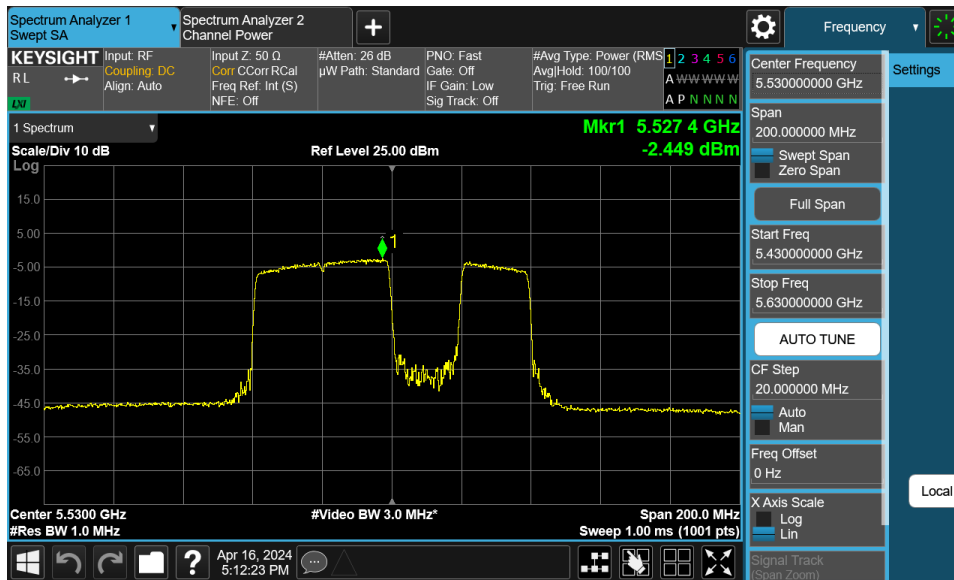 Spectrum Analyzer 1
Swept SA
Spectrum Analyzer 2
Channel Power
Frequency
KEYSIGHT
R L
LXI
Input: RF
Coupling: DC
Align: Auto
Input Z: 50 Ω
Corr CCorr RCal
Freq Ref: Int (S)
NFE: Off
#Atten: 26 dB
µW Path: Standard
PNO: Fast
Gate: Off
IF Gain: Low
Sig Track: Off
#Avg Type: Power (RMS
Avg|Hold: 100/100
Trig: Free Run
1 2 3 4 5 6
A W W W W W
A P N N N N
1 Spectrum
Mkr1 5.527 4 GHz
-2.449 dBm
Scale/Div 10 dB
Ref Level 25.00 dBm
Log
15.0
5.00
-5.00
-15.0
-25.0
-35.0
-45.0
-55.0
-65.0
1
Center 5.5300 GHz
#Video BW 3.0 MHz*
Span 200.0 MHz
#Res BW 1.0 MHz
Sweep 1.00 ms (1001 pts)
Apr 16, 2024
5:12:23 PM
Center Frequency
5.530000000 GHz
Span
200.000000 MHz
Swept Span
Zero Span
Full Span
Start Freq
5.430000000 GHz
Stop Freq
5.630000000 GHz
AUTO TUNE
CF Step
20.000000 MHz
Auto
Man
Freq Offset
0 Hz
X Axis Scale
Log
Lin
Signal Track
(Span Zoom)
Settings
Local